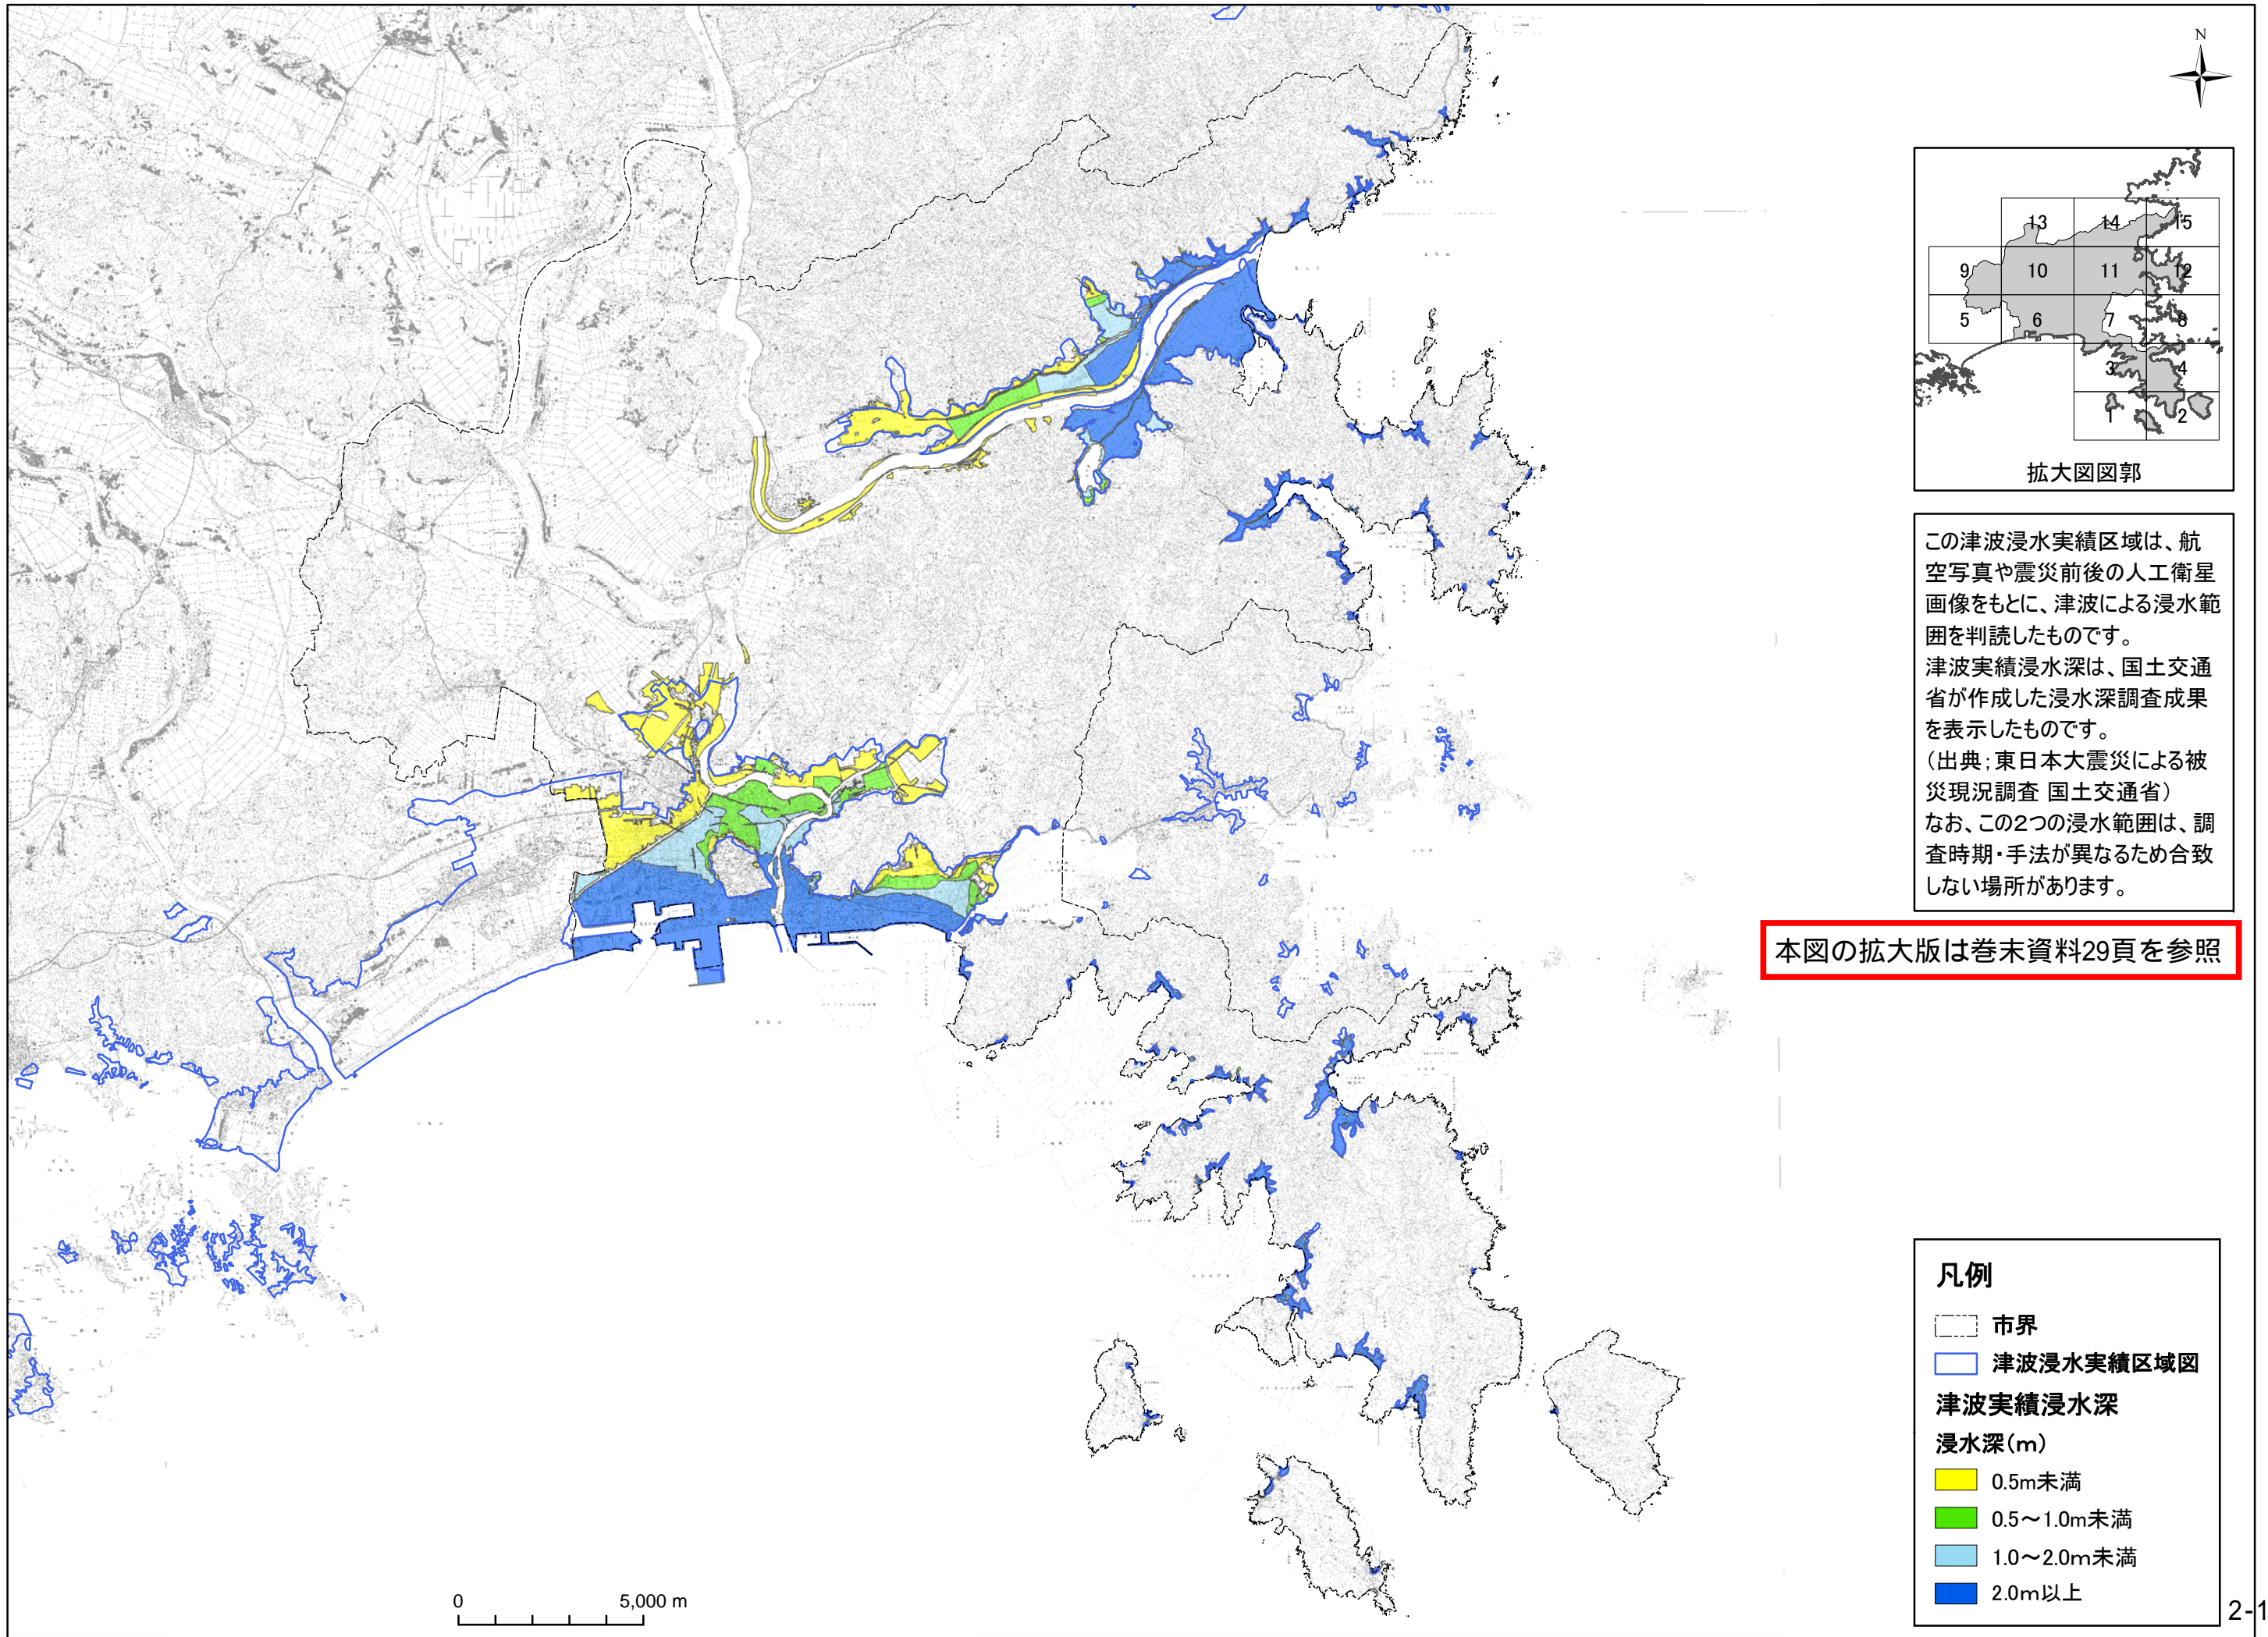 N
13 14 15
9 10 11 12
5 6 7 8
3 4
1 2
拡大図図郭
この津波浸水実績区域は、航
空写真や震災前後の人工衛星
画像をもとに、津波による浸水範
囲を判読したものです。
津波実績浸水深は、国土交通
省が作成した浸水深調査成果
を表示したものです。
（出典；東日本大震災による被
災現況調査 国土交通省）
なお、この2つの浸水範囲は、調
査時期・手法が異なるため合致
しない場所があります。
本図の拡大版は巻末資料29頁を参照
凡例
市界
津波浸水実績区域図
津波実績浸水深
浸水深(m)
0.5m未満
0.5～1.0m未満
1.0～2.0m未満
2.0m以上
0 5,000 m
2-1